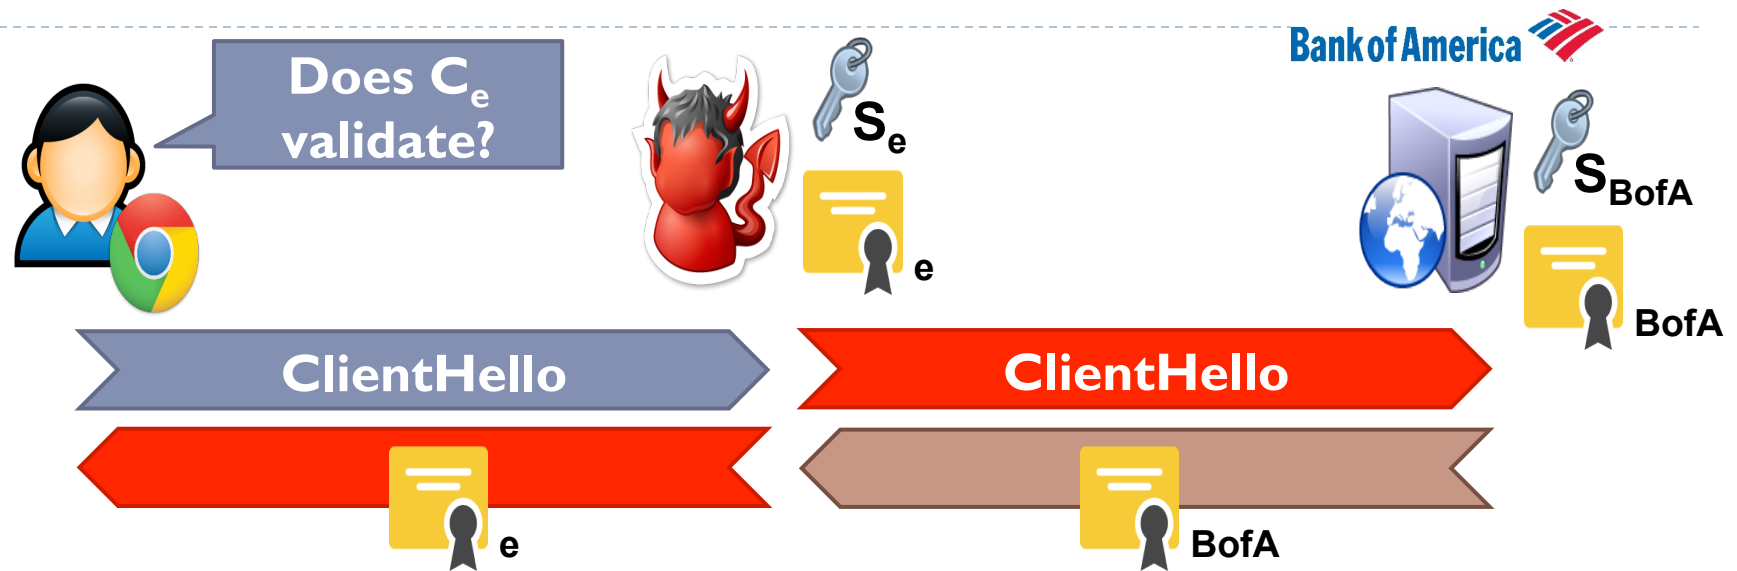 Bank of America
Does Ce
validate?
Se
e
SBofA
BofA
ClientHello
ClientHello
e
BofA